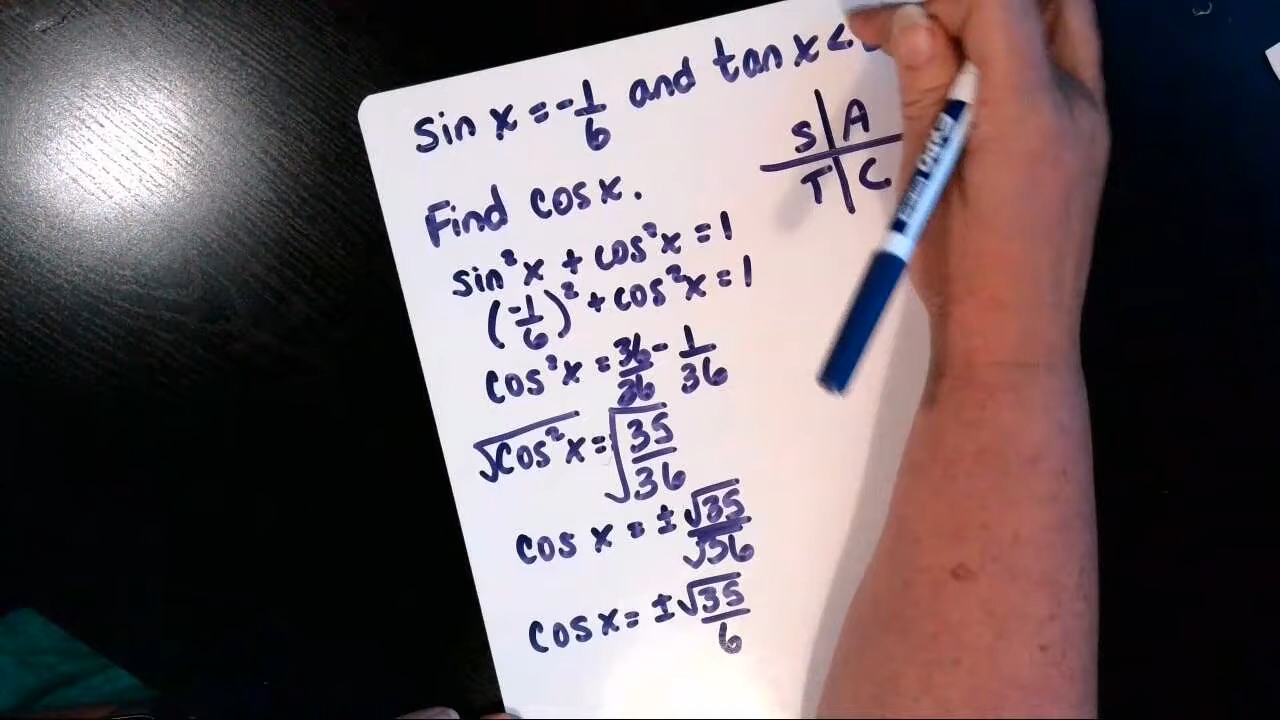 sin x = -1/6 and tan x <
S A
T C
Find cos x.
sin²x + cos²x = 1
(-1/6)² + cos²x = 1
cos²x = 36/36 - 1/36
√cos²x = √35/36
cos x = ± √35/√36
cos x = ± √35/6
EXPO